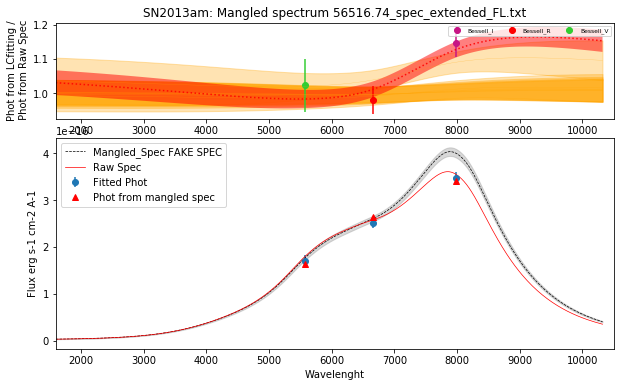 SN2013am: Mangled spectrum 56516.74_spec_extended_FL.txt
Phot from LCfitting /
Phot from Raw Spec
1.2
1.1
1.0
Bessell_I
Bessell_R
Bessell_V
2000 3000 4000 5000 6000 7000 8000 9000 10000
Flux erg s-1 cm-2 A-1
4
3
2
1
0
Mangled_Spec FAKE SPEC
Raw Spec
Fitted Phot
Phot from mangled spec
2000 3000 4000 5000 6000 7000 8000 9000 10000
Wavelenght